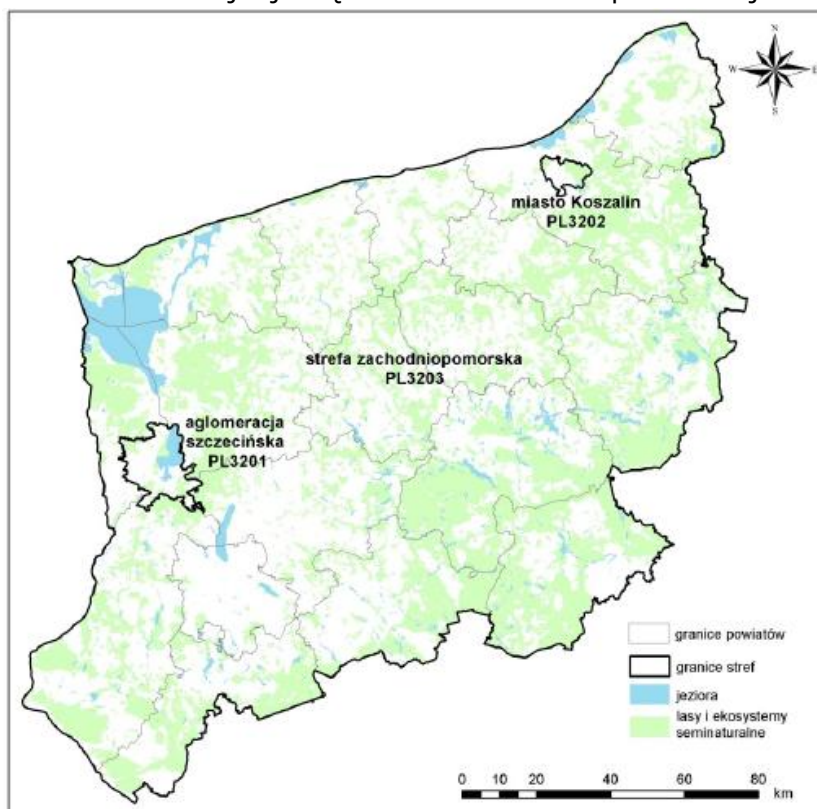 N
W E
S
miasto Koszalin
PL3202
strefa zachodniopomorska
PL3203
aglomeracja
szczecińska
PL3201
granice powiatów
granice stref
jeziora
lasy i ekosystemy
seminaturalne
0 10 20 40 60 80
km